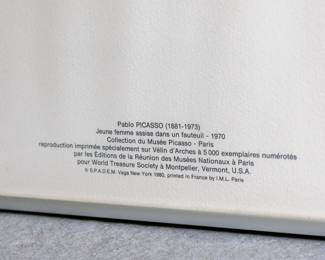 Pablo PICASSO (1881-1973)
Jeune femme assise dans un fauteuil - 1970
Collection du Musée Picasso - Paris
reproduction imprimée spécialement sur Vélin d'Arches à 5 000 exemplaires numérotés
par les Éditions de la Réunion des Musées Nationaux à Paris
pour World Treasure Society à Montpelier, Vermont, U.S.A.
© S.P.A.D.E.M. Vaga New York 1980, printed in France by I.M.L. Paris